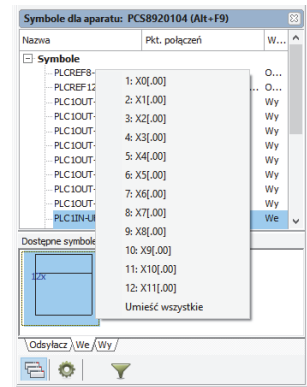 Symbole dla aparatu: PCS8920104 (Alt+F9)
Nazwa Pkt. połączeń W...
Symbole
PLCREF8- O...
PLCREF12 O...
PLC1OUT- Wy
PLC1OUT- Wy
PLC1OUT- Wy
PLC1OUT- Wy
PLC1OUT- Wy
PLC1OUT- Wy
PLC1OUT- Wy
PLC1IN-U We
1: X0[.00]
2: X1[.00]
3: X2[.00]
4: X3[.00]
5: X4[.00]
6: X5[.00]
7: X6[.00]
8: X7[.00]
9: X8[.00]
10: X9[.00]
11: X10[.00]
12: X11[.00]
Umieść wszystkie
Dostępne symbole
12x
Odsyłacz We Wy